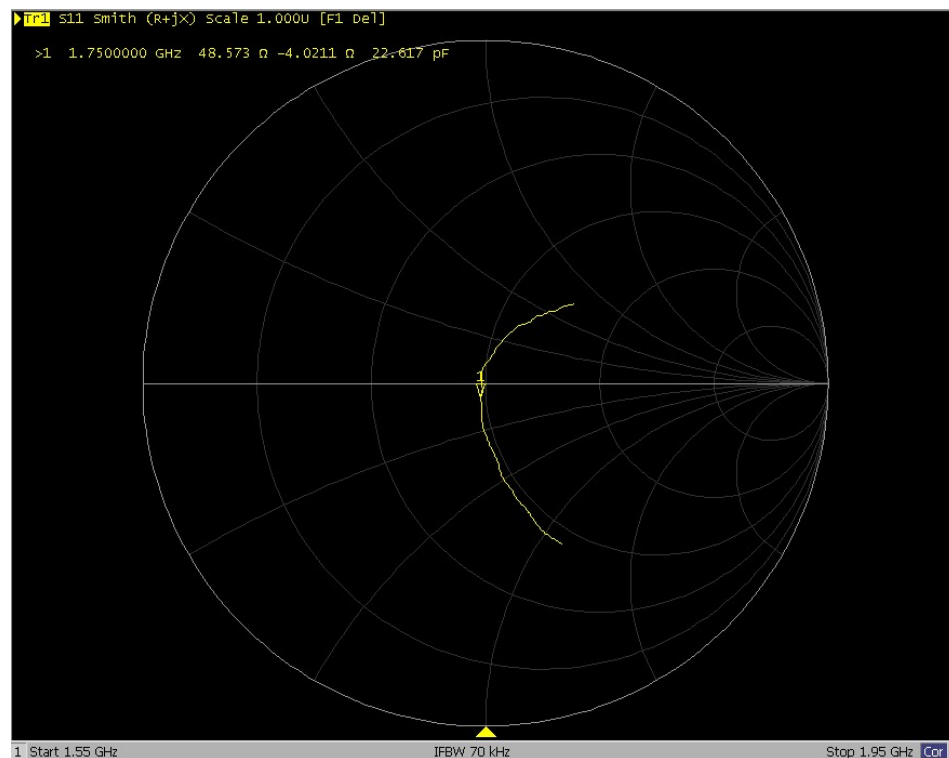 Tr1 S11 Smith (R+jX) Scale 1.000U [F1 Del]
>1 1.7500000 GHz 48.573 Ω -4.0211 Ω 22.617 pF
1
1 Start 1.55 GHz IFBW 70 kHz Stop 1.95 GHz Cor